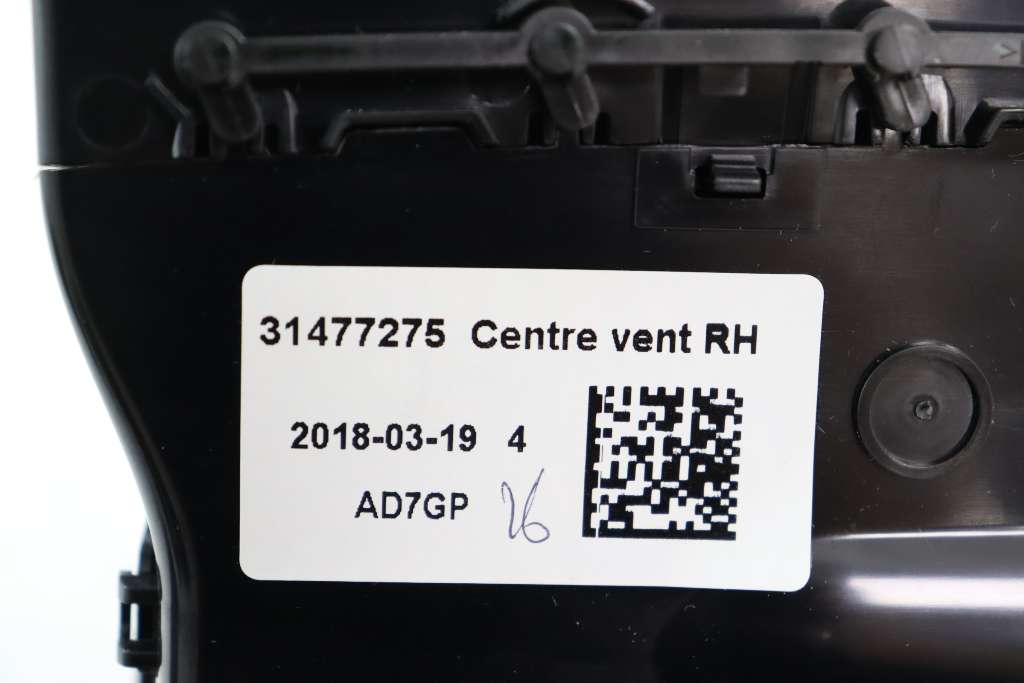 31477275 Centre vent RH
2018-03-19 4
AD7GP 26